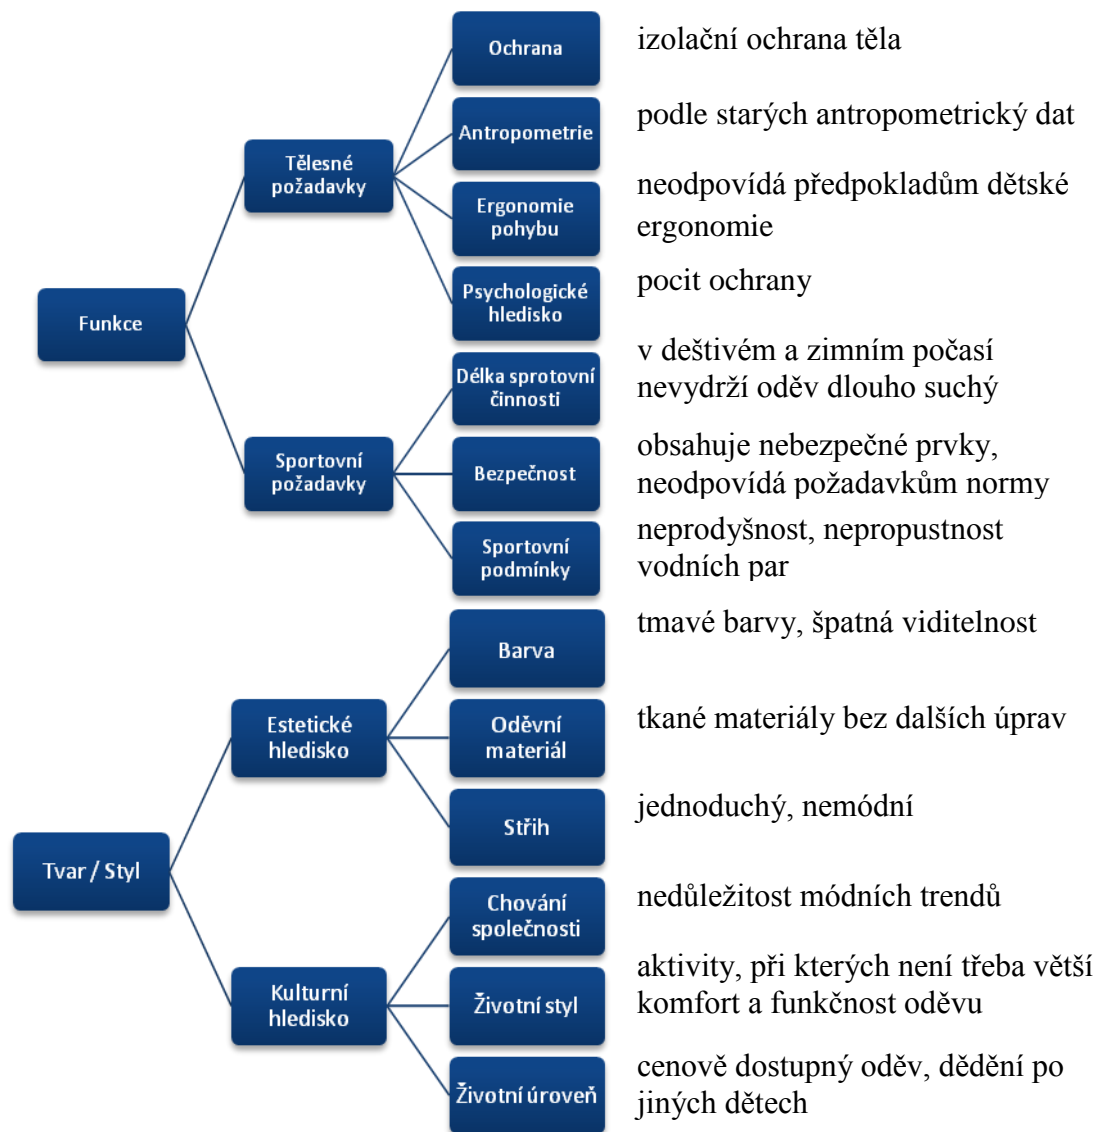 Ochrana
izolační ochrana těla
Antropometrie
podle starých antropometrický dat
Tělesné
požadavky
Ergonomie
pohybu
neodpovídá předpokladům dětské
ergonomie
Psychologické
hledisko
pocit ochrany
Funkce
Délka sprotovní
činnosti
v deštivém a zimním počasí
nevydrží oděv dlouho suchý
Sportovní
požadavky
Bezpečnost
obsahuje nebezpečné prvky,
neodpovídá požadavkům normy
Sportovní
podmínky
neprodyšnost, nepropustnost
vodních par
Barva
tmavé barvy, špatná viditelnost
Estetické
hledisko
Oděvní
materiál
tkané materiály bez dalších úprav
Střih
jednoduchý, nemódní
Tvar / Styl
Chování
společnosti
nedůležitost módních trendů
Kulturní
hledisko
Životní styl
aktivity, při kterých není třeba větší
komfort a funkčnost oděvu
Životní úroveň
cenově dostupný oděv, dědění po
jiných dětech